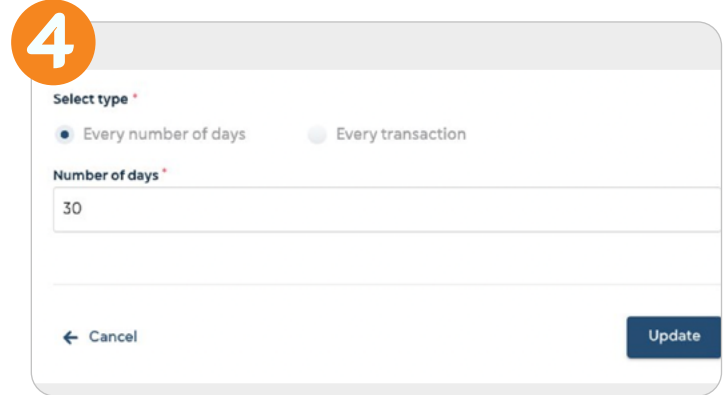 4
Select type *
Every number of days Every transaction
Number of days *
30
← Cancel Update